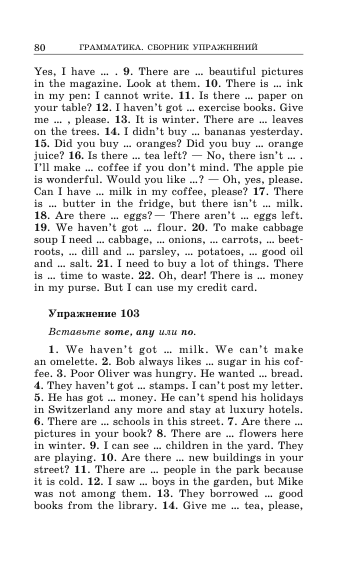 80 ГРАММАТИКА. СБОРНИК УПРАЖНЕНИЙ
Yes, I have ... . 9. There are ... beautiful pictures
in the magazine. Look at them. 10. There is ... ink
in my pen: I cannot write. 11. Is there ... paper on
your table? 12. I haven't got ... exercise books. Give
me ... , please. 13. It is winter. There are ... leaves
on the trees. 14. I didn't buy ... bananas yesterday.
15. Did you buy ... oranges? Did you buy ... orange
juice? 16. Is there ... tea left? — No, there isn't ... .
I'll make ... coffee if you don't mind. The apple pie
is wonderful. Would you like ...? — Oh, yes, please.
Can I have ... milk in my coffee, please? 17. There
is ... butter in the fridge, but there isn't ... milk.
18. Are there ... eggs? — There aren't ... eggs left.
19. We haven't got ... flour. 20. To make cabbage
soup I need ... cabbage, ... onions, ... carrots, ... beet-
roots, ... dill and ... parsley, ... potatoes, ... good oil
and ... salt. 21. I need to buy a lot of things. There
is ... time to waste. 22. Oh, dear! There is ... money
in my purse. But I can use my credit card.
Упражнение 103
Вставьте some, any или no.
1. We haven't got ... milk. We can't make
an omelette. 2. Bob always likes ... sugar in his cof-
fee. 3. Poor Oliver was hungry. He wanted ... bread.
4. They haven't got ... stamps. I can't post my letter.
5. He has got ... money. He can't spend his holidays
in Switzerland any more and stay at luxury hotels.
6. There are ... schools in this street. 7. Are there ...
pictures in your book? 8. There are ... flowers here
in winter. 9. I can see ... children in the yard. They
are playing. 10. Are there ... new buildings in your
street? 11. There are ... people in the park because
it is cold. 12. I saw ... boys in the garden, but Mike
was not among them. 13. They borrowed ... good
books from the library. 14. Give me ... tea, please,